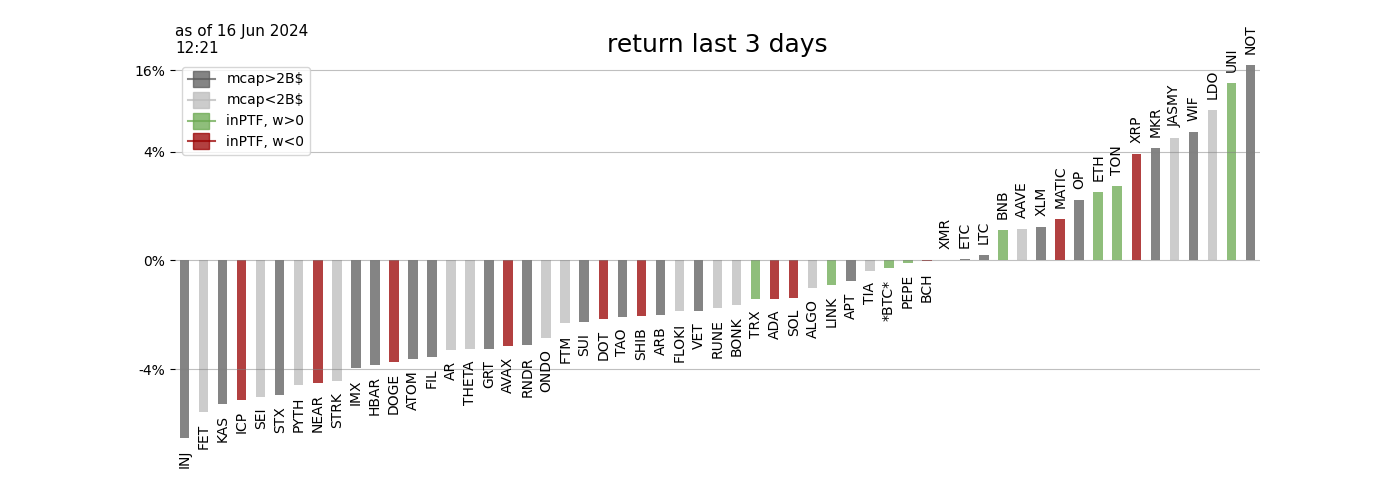 as of 16 Jun 2024
12:21
return last 3 days
16%
4%
0%
-4%
mcap>2B$
mcap<2B$
inPTF, w>0
inPTF, w<0
INJ
FET
KAS
ICP
SEI
STX
PYTH
NEAR
STRK
IMX
HBAR
DOGE
ATOM
FIL
AR
THETA
GRT
AVAX
RNDR
ONDO
FTM
SUI
DOT
TAO
SHIB
ARB
FLOKI
VET
RUNE
BONK
TRX
ADA
SOL
ALGO
LINK
APT
TIA
*BTC*
PEPE
BCH
XMR
ETC
LTC
BNB
AAVE
XLM
MATIC
OP
ETH
TON
XRP
MKR
JASMY
WIF
LDO
UNI
NOT